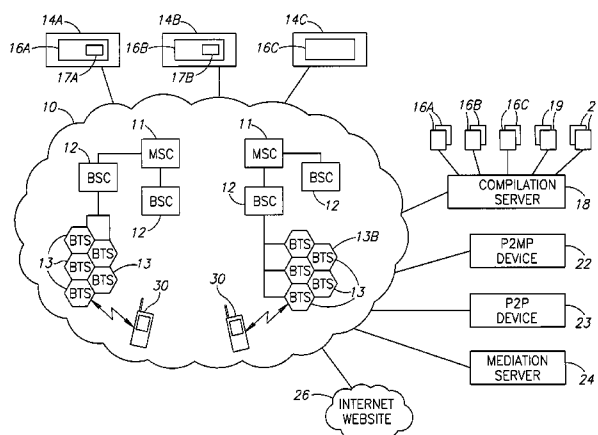 14A 14B 14C
16A 16B 16C
17A 17B
10
16A 16B 16C 19 2
11 11
12 MSC MSC
BSC BSC BSC BSC
12 12 12
COMPILATION SERVER
18
BTS BTS 13B
BTS BTS BTS BTS
13 BTS BTS 13 BTS BTS 13
BTS BTS
13
30 30
P2MP DEVICE
22
P2P DEVICE
23
MEDIATION SERVER
24
26
INTERNET WEBSITE